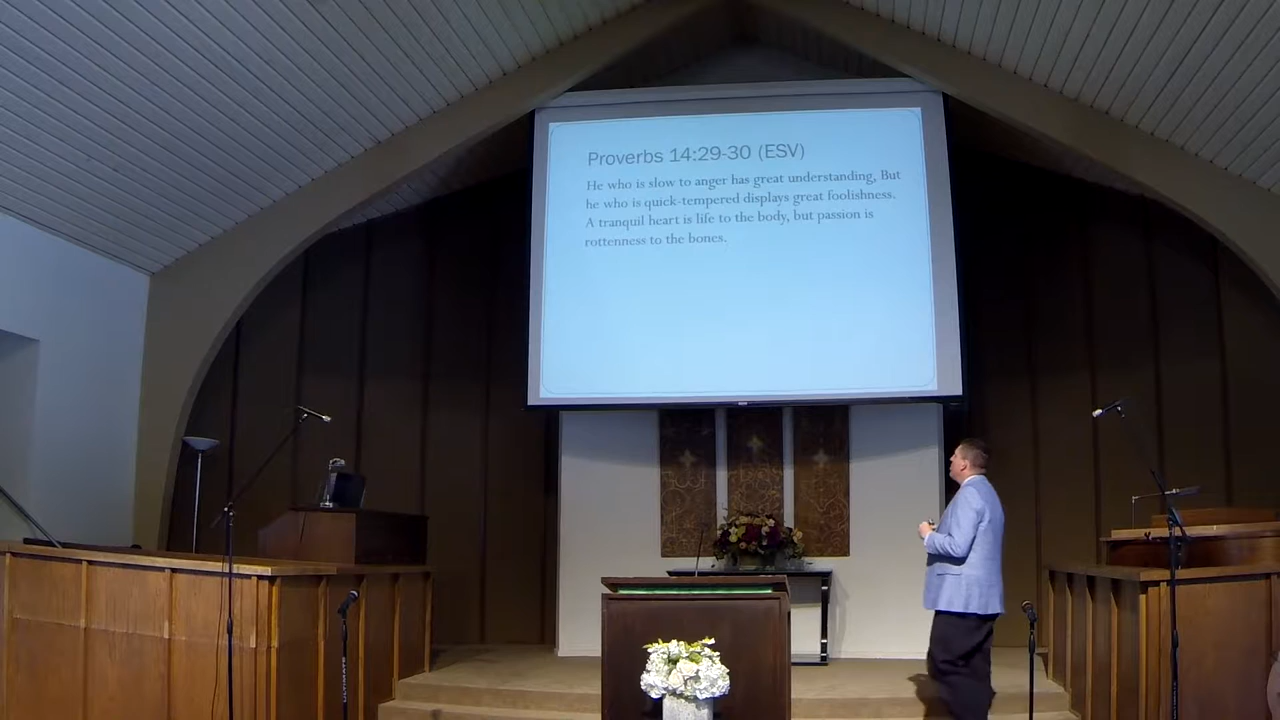 Proverbs 14:29-30 (ESV)
He who is slow to anger has great understanding, But
he who is quick-tempered displays great foolishness.
A tranquil heart is life to the body, but passion is
rottenness to the bones.
ULTIMATE